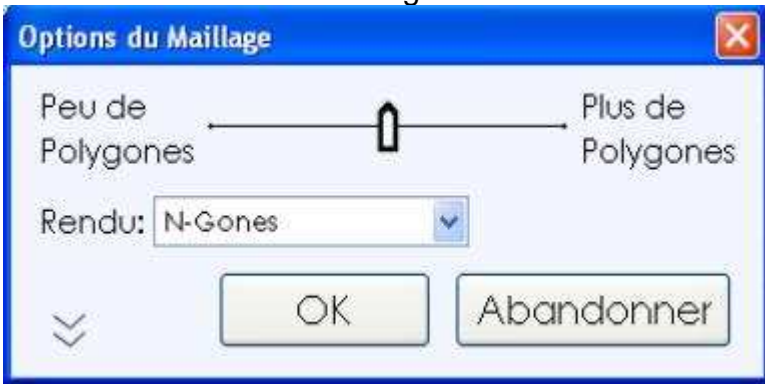 Options du Maillage
Peu de
Polygones
Plus de
Polygones
Rendu: N-Gones
OK
Abandonner